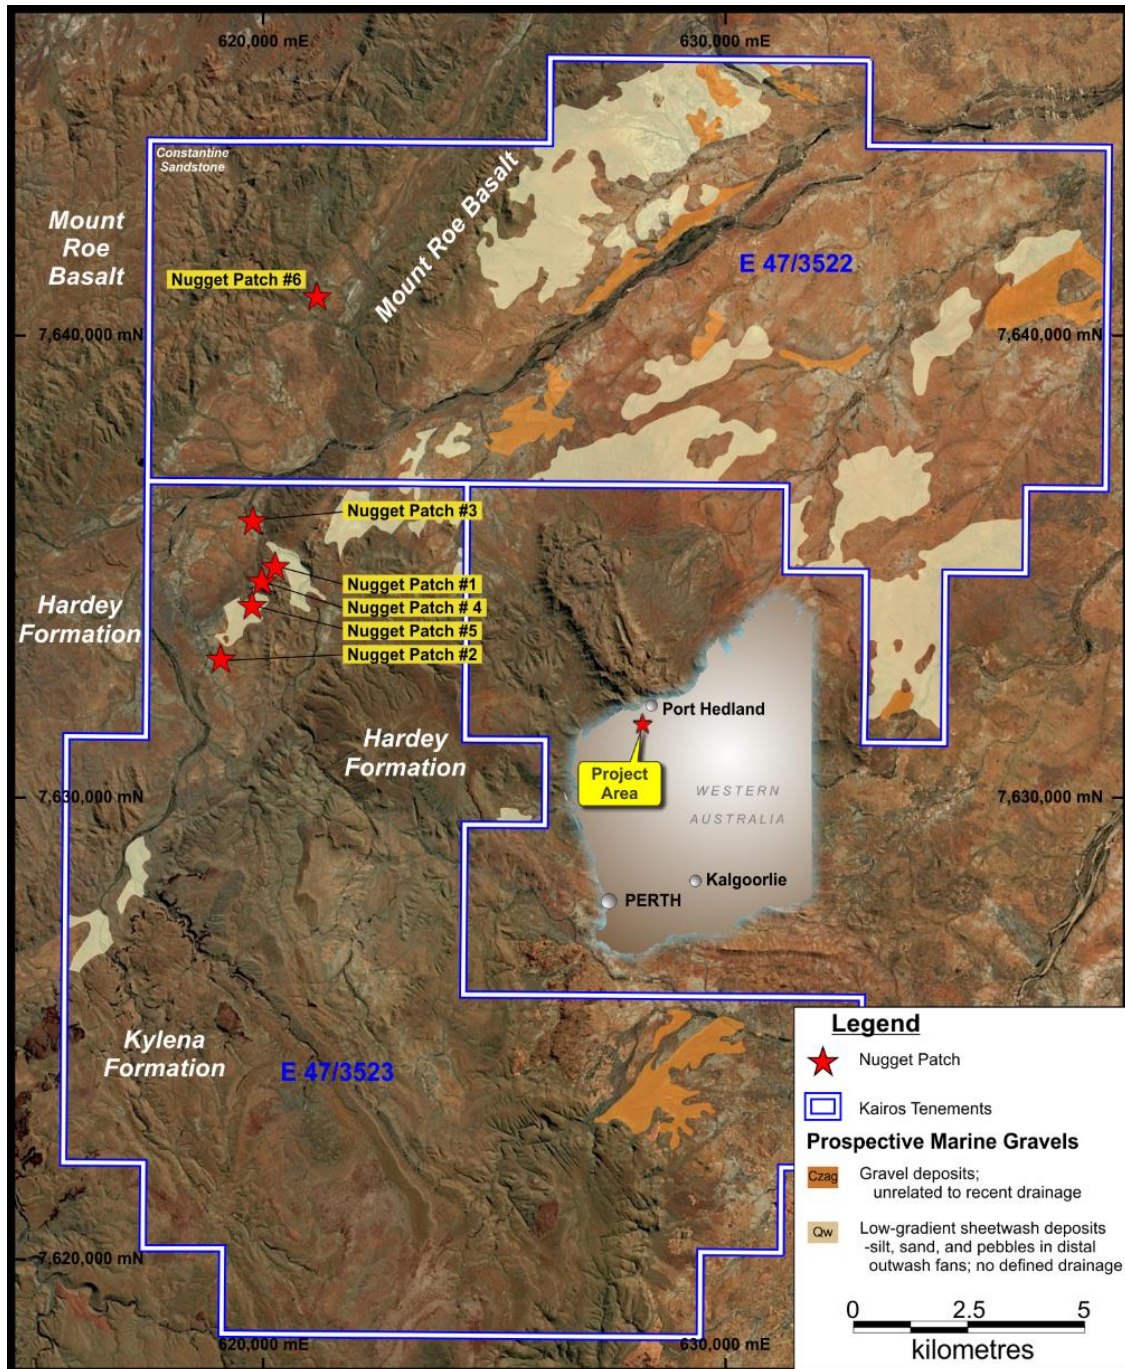 620,000 mE
630,000 mE
Constantine
Sandstone
Mount Roe Basalt
Mount
Roe
Basalt
E 47/3522
Nugget Patch #6
7,640,000 mN
7,640,000 mN
Nugget Patch #3
Nugget Patch #1
Nugget Patch # 4
Nugget Patch #5
Nugget Patch #2
Hardey
Formation
Hardey
Formation
Port Hedland
Project
Area
WESTERN
AUSTRALIA
Kalgoorlie
PERTH
7,630,000 mN
7,630,000 mN
Kylena
Formation
E 47/3523
7,620,000 mN
620,000 mE
630,000 mE
Legend
Nugget Patch
Kairos Tenements
Prospective Marine Gravels
Czag
Gravel deposits;
unrelated to recent drainage
Qw
Low-gradient sheetwash deposits
-silt, sand, and pebbles in distal
outwash fans; no defined drainage
0 2.5 5
kilometres